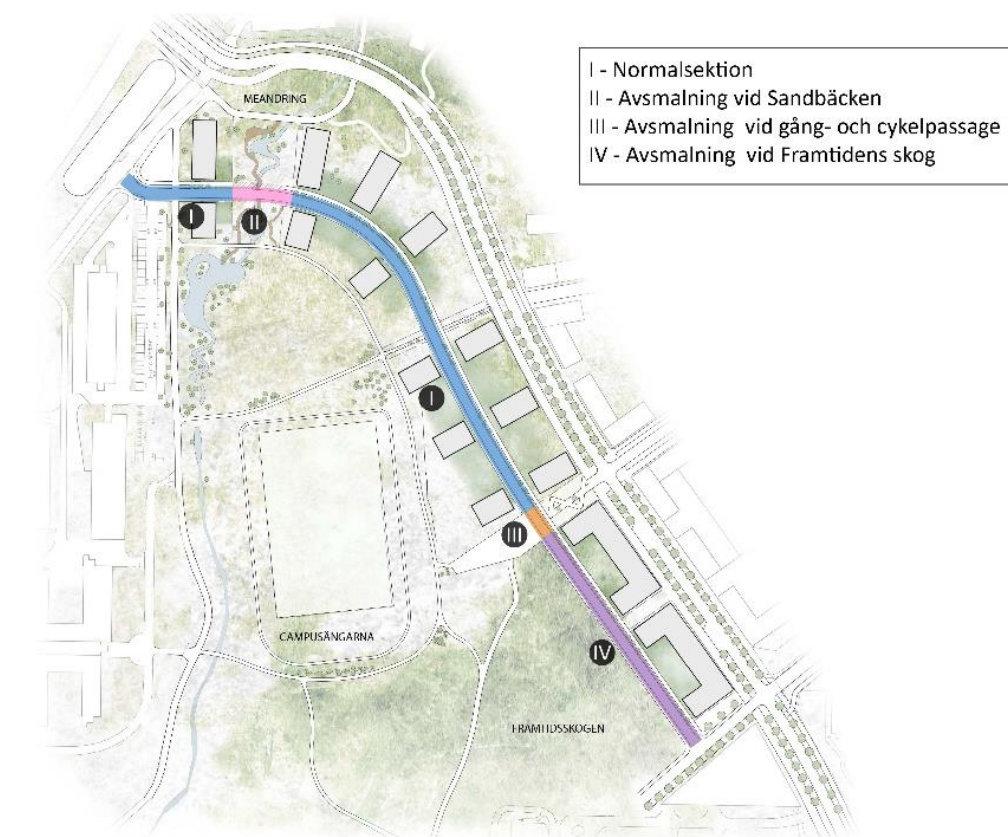 I - Normalsektion
II - Avsmalning vid Sandbäcken
III - Avsmalning vid gång- och cykelpassage
IV - Avsmalning vid Framtidens skog
MEANDRING
I
II
I
III
CAMPUSÄNGARNA
IV
FRAMTIDSSKOGEN